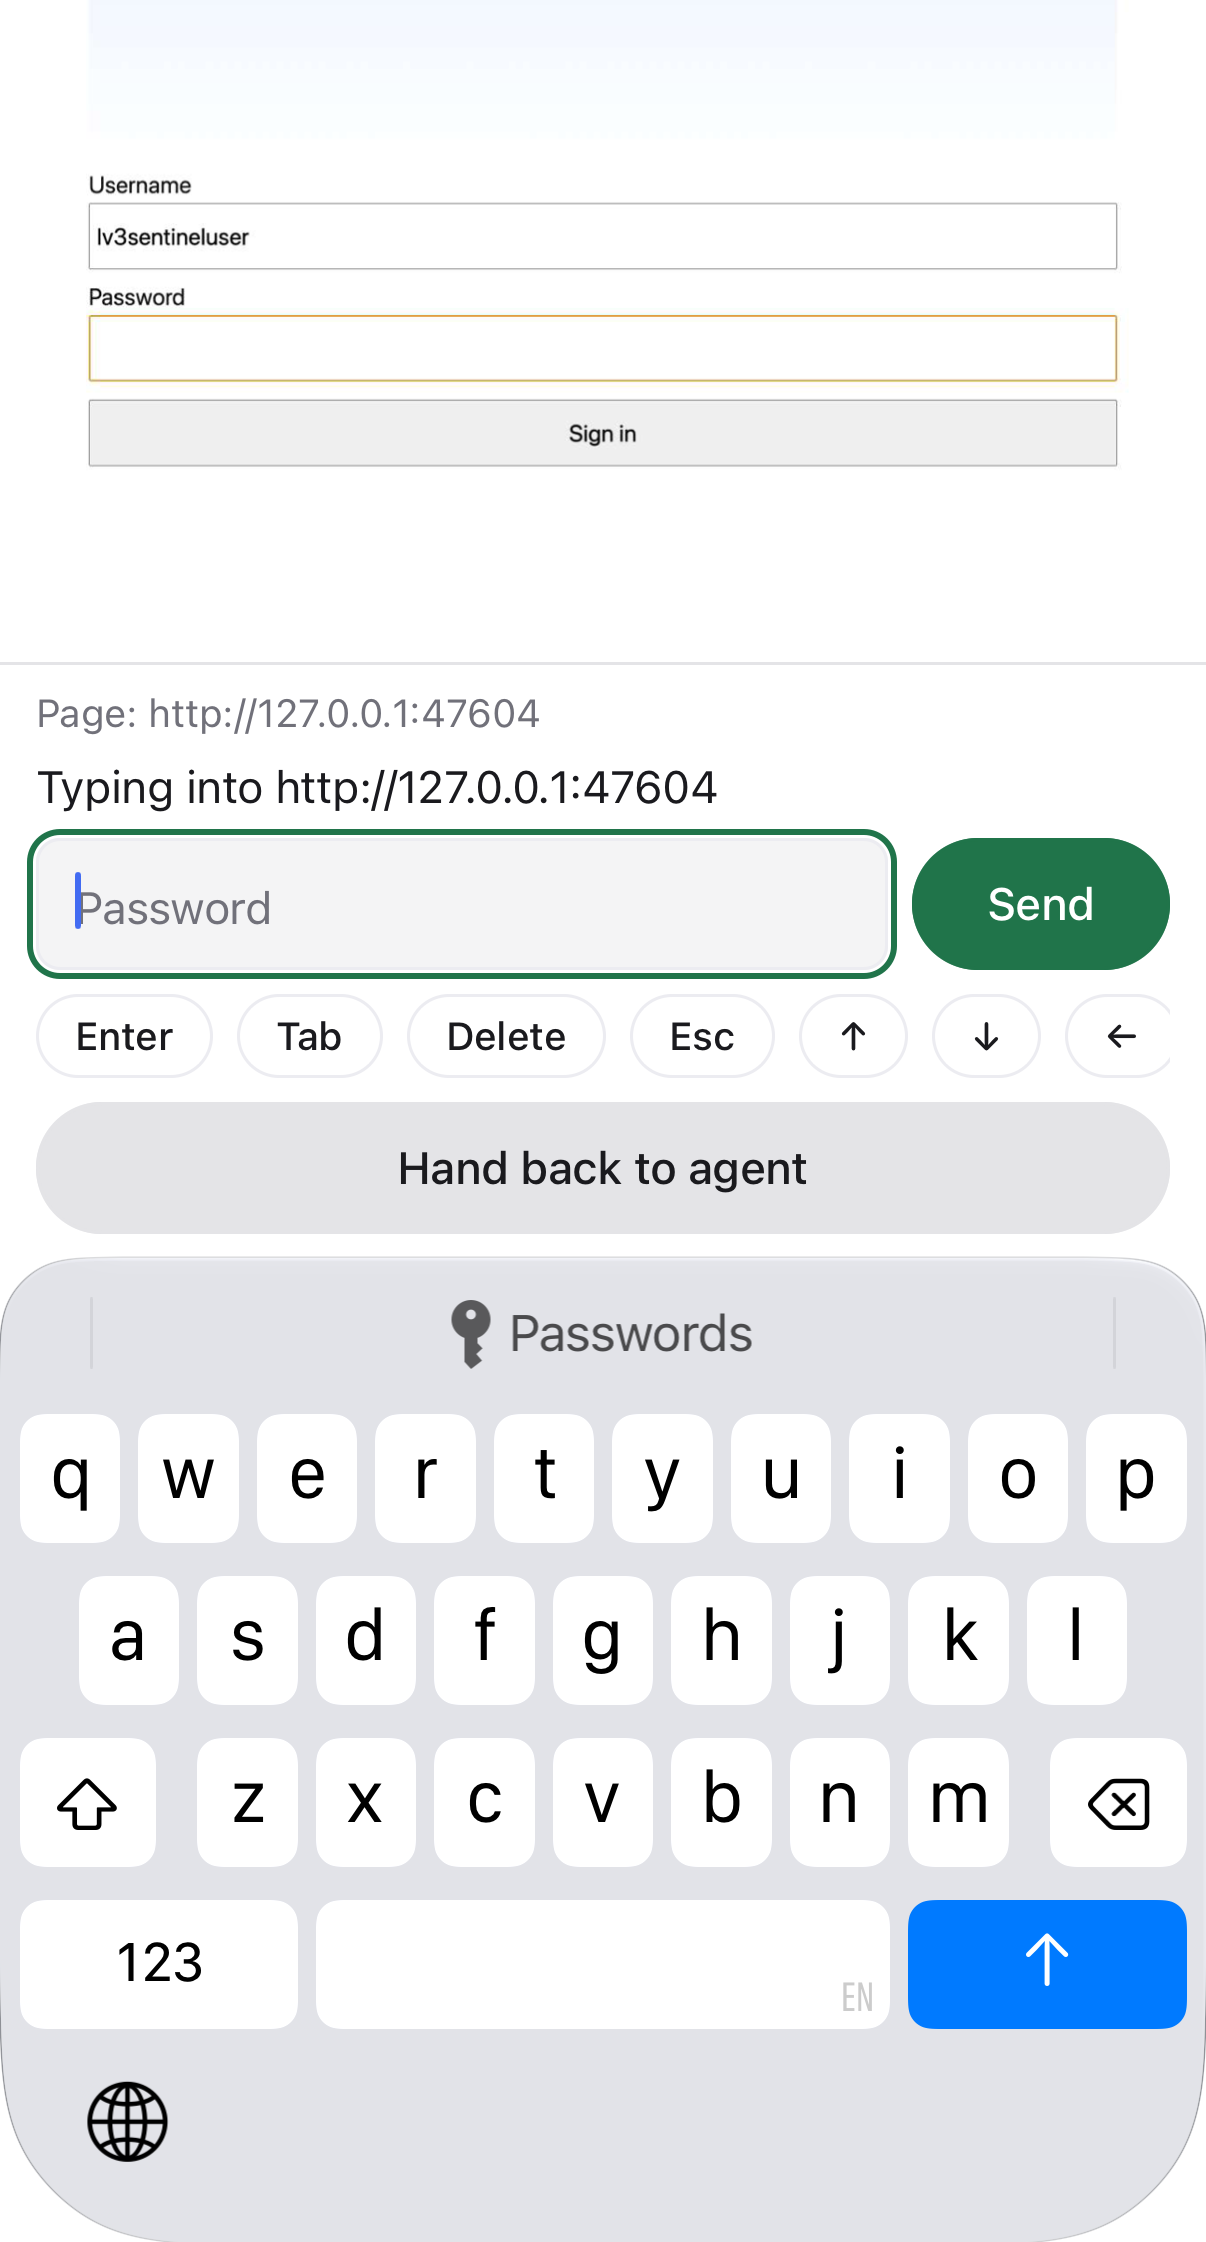 Username
lv3sentineluser
Password
Sign in
Page: http://127.0.0.1:47604
Typing into http://127.0.0.1:47604
Password
Send
Enter Tab Delete Esc ↑ ↓ ←
Hand back to agent
Passwords
q w e r t y u i o p
a s d f g h j k l
z x c v b n m
123
EN